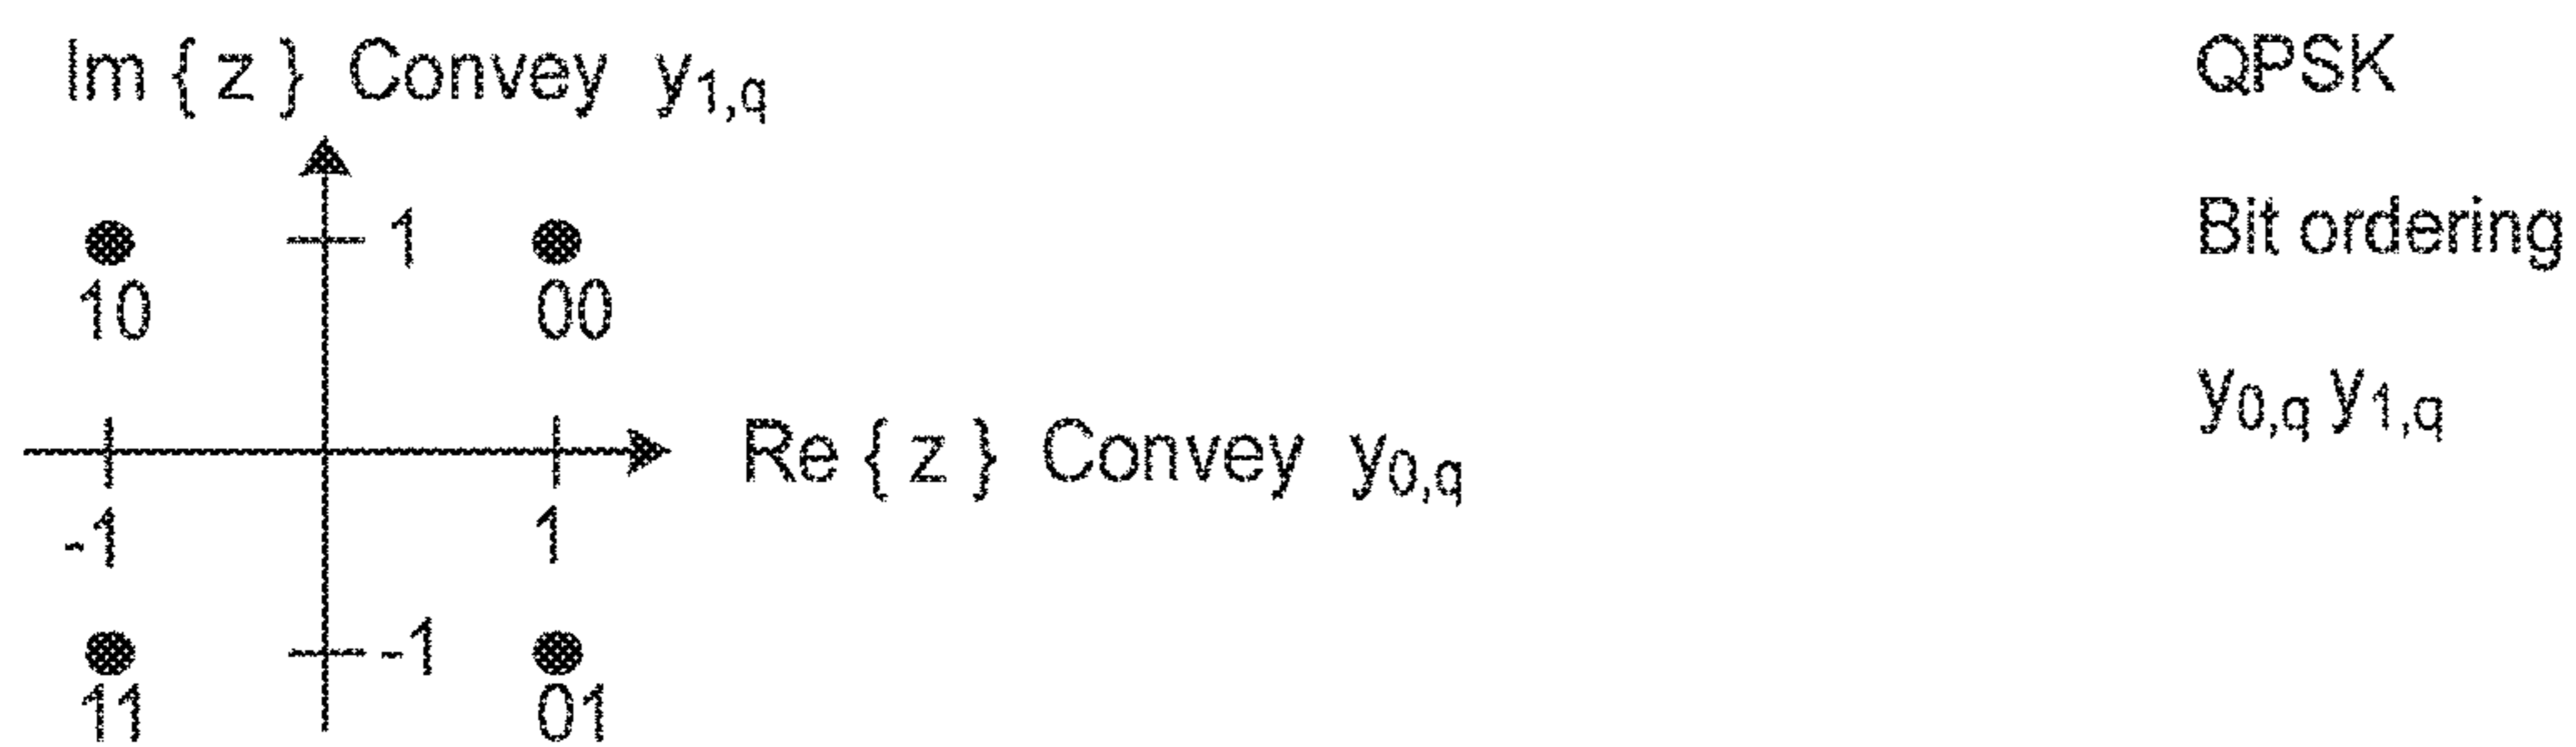 Im { z } Convey y1,q
QPSK
1
10
00
Bit ordering
Re { z } Convey y0,q
y0,q y1,q
-1
1
-1
11
01